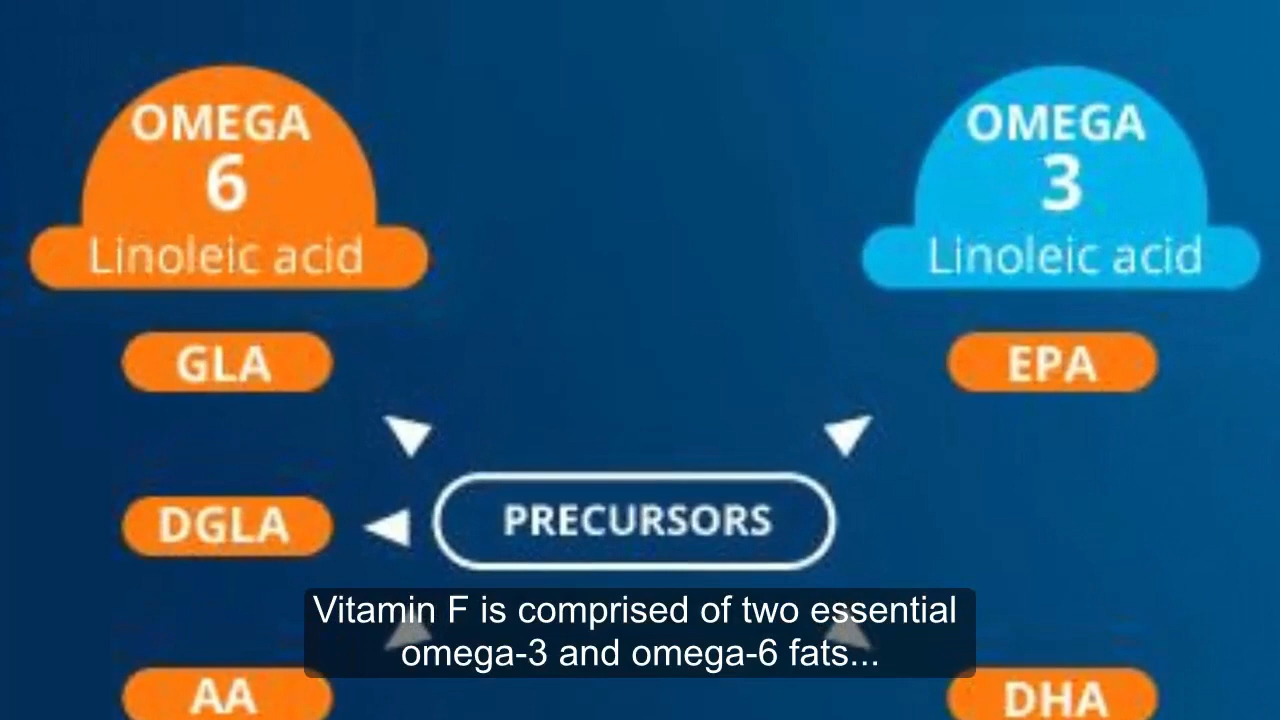 OMEGA
6
Linoleic acid
OMEGA
3
Linoleic acid
GLA
EPA
PRECURSORS
DGLA
AA
DHA
Vitamin F is comprised of two essential
omega-3 and omega-6 fats...